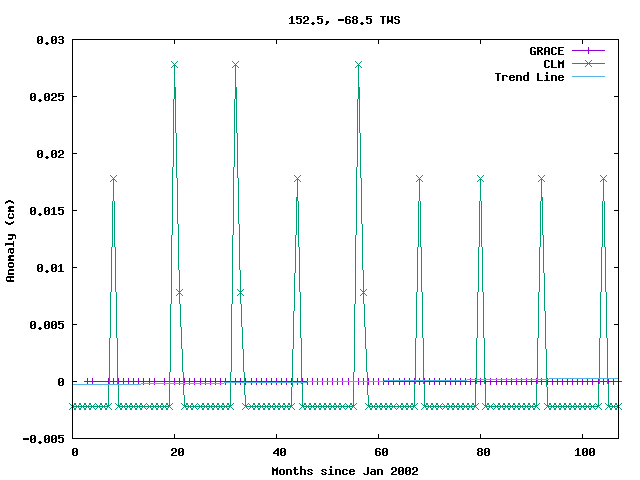 152.5, -68.5 TWS
0.03
0.025
0.02
0.015
0.01
0.005
0
-0.005
Anomaly (cm)
GRACE
CLM
Trend Line
0 20 40 60 80 100
Months since Jan 2002